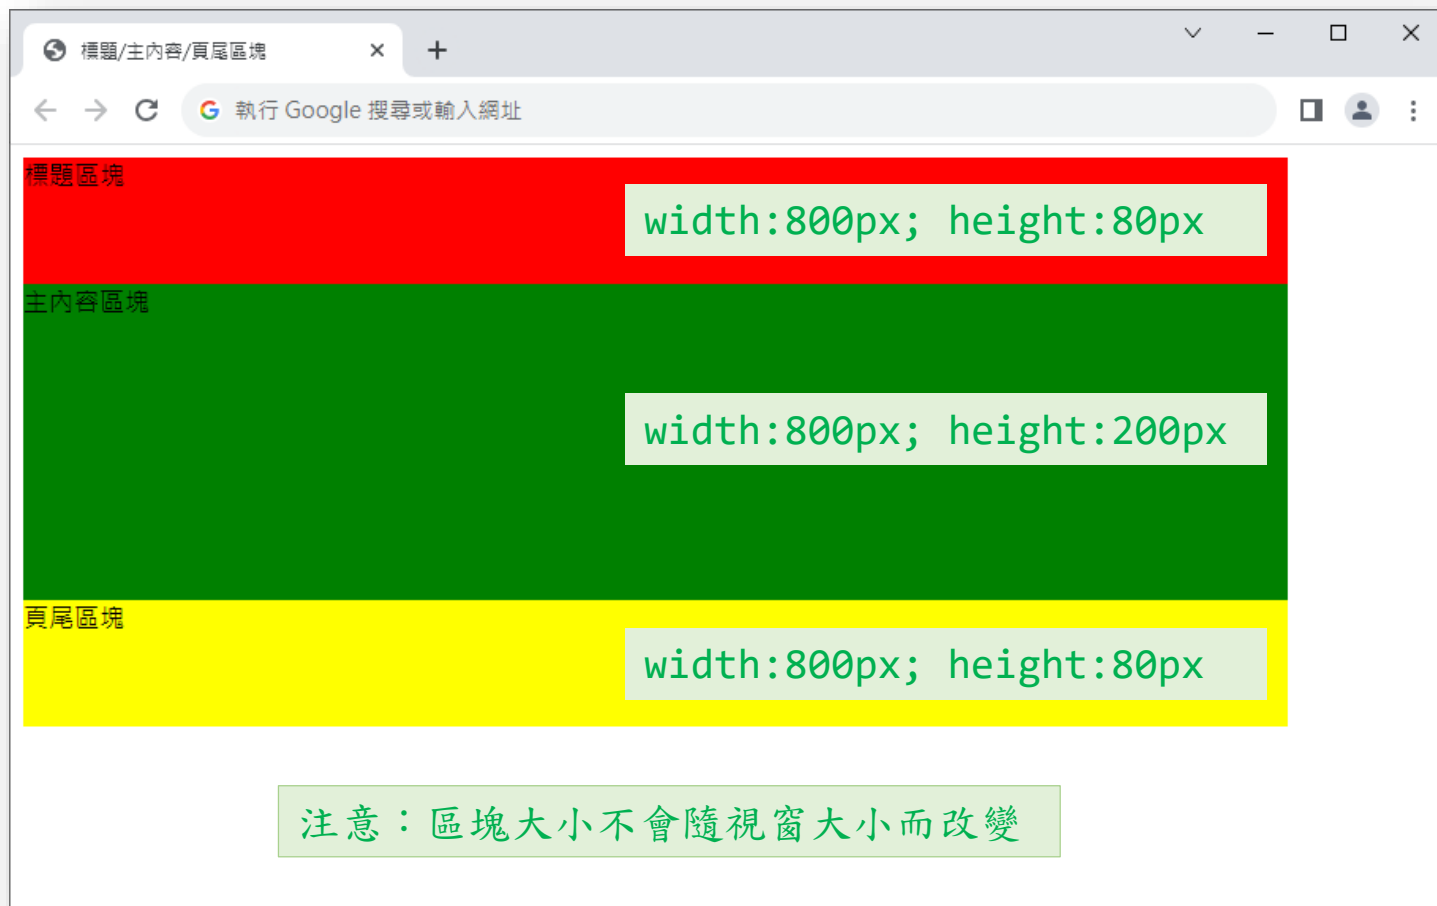 標題/主內容/頁尾區塊
執行 Google 搜尋或輸入網址
標題區塊
width:800px; height:80px
主內容區塊
width:800px; height:200px
頁尾區塊
width:800px; height:80px
注意：區塊大小不會隨視窗大小而改變